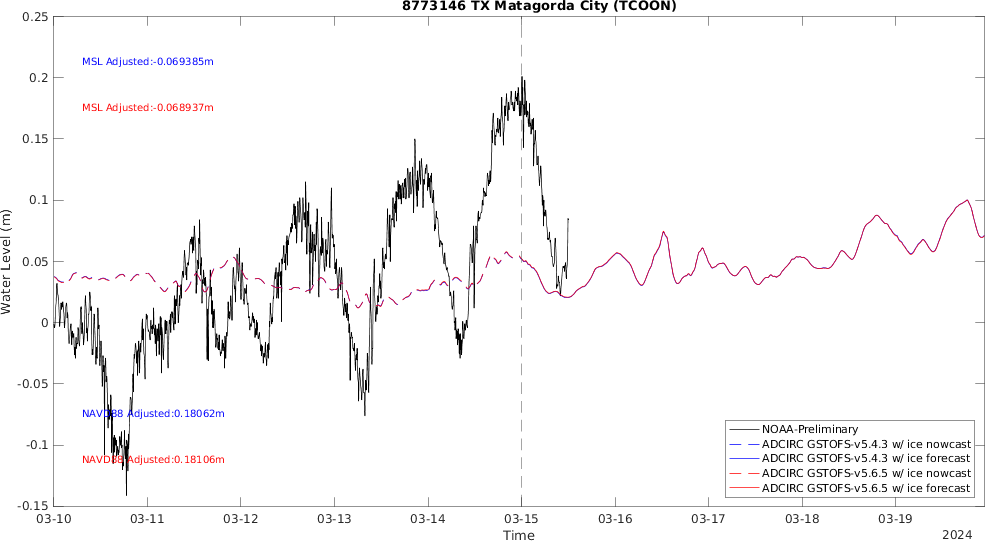 8773146 TX Matagorda City (TCOON)
0.25
0.2
0.15
0.1
0.05
0
-0.05
-0.1
-0.15
Water Level (m)
MSL Adjusted:-0.069385m
MSL Adjusted:-0.068937m
NAVD88 Adjusted:0.18062m
NAVD88 Adjusted:0.18106m
NOAA-Preliminary
ADCIRC GSTOFS-v5.4.3 w/ ice nowcast
ADCIRC GSTOFS-v5.4.3 w/ ice forecast
ADCIRC GSTOFS-v5.6.5 w/ ice nowcast
ADCIRC GSTOFS-v5.6.5 w/ ice forecast
03-10 03-11 03-12 03-13 03-14 03-15 03-16 03-17 03-18 03-19
Time
2024